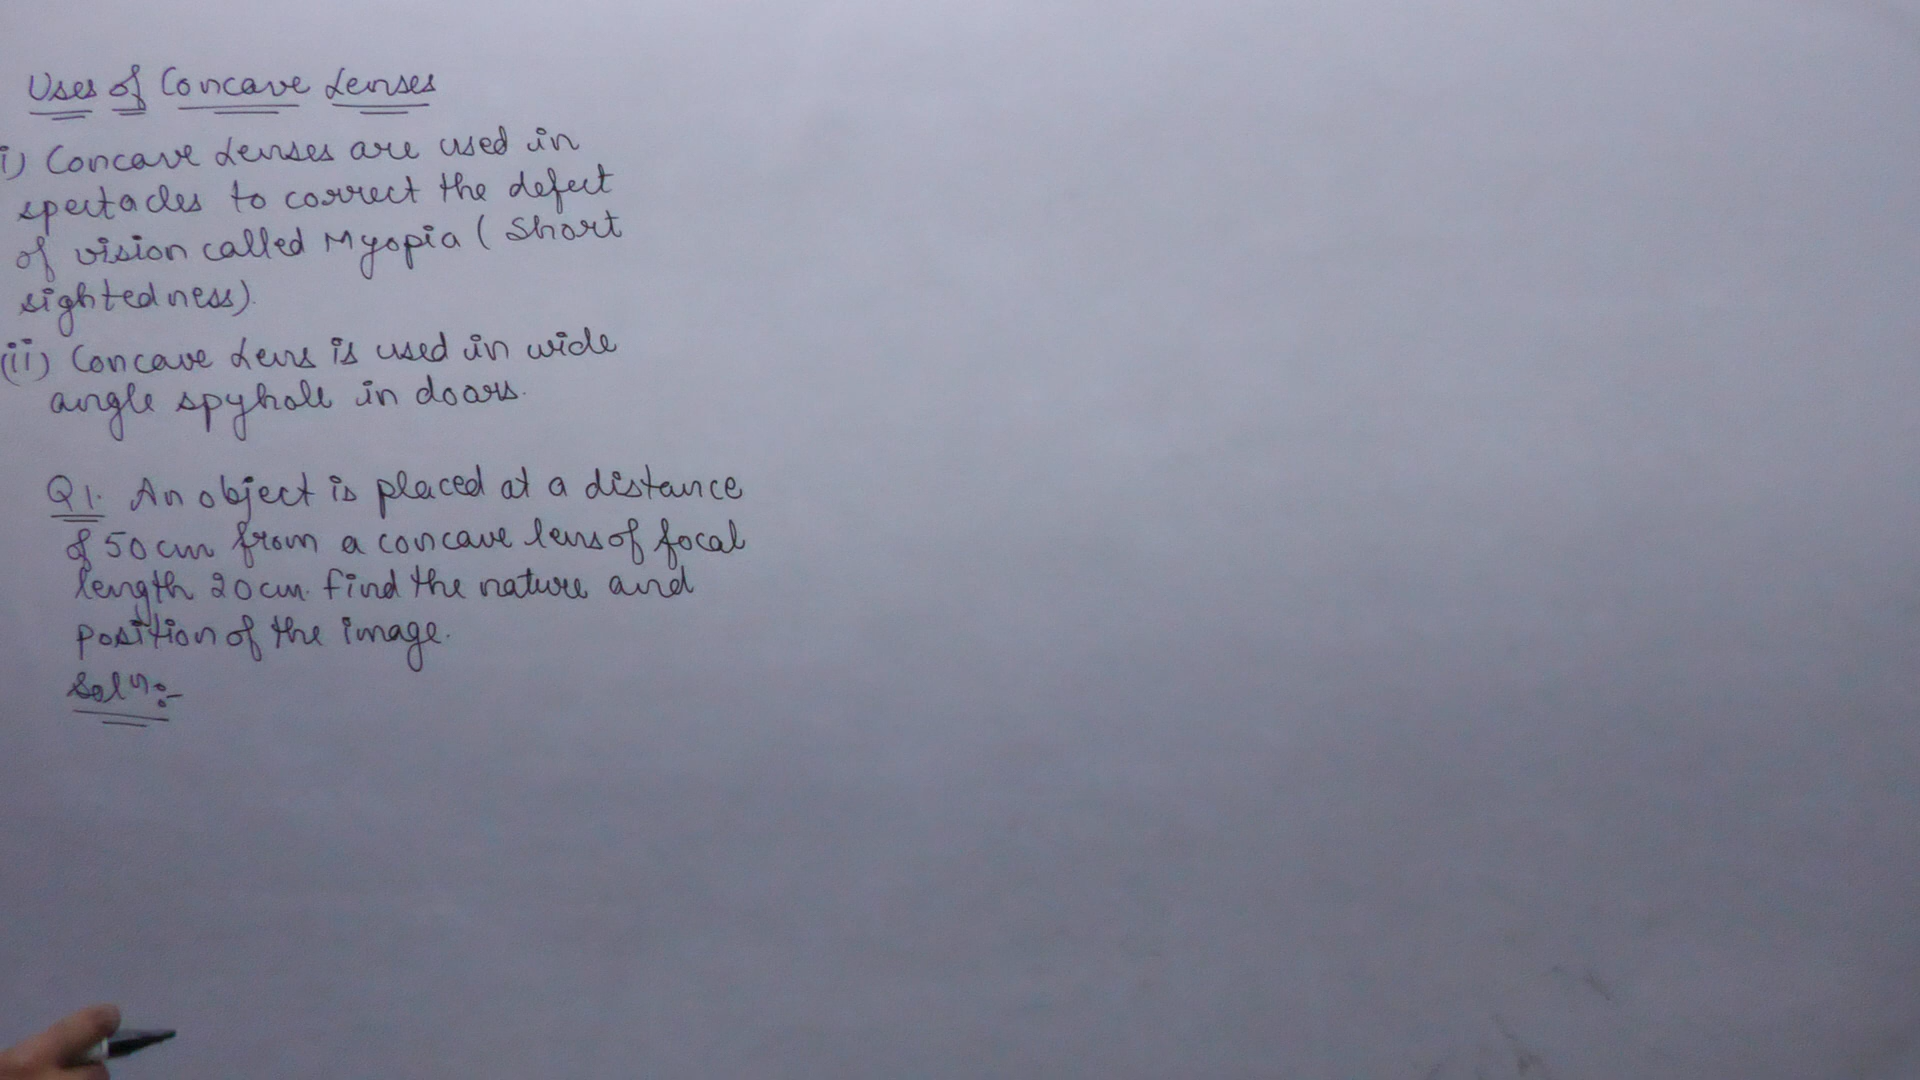 Uses of Concave Lenses
i) Concave Lenses are used in
spectacles to correct the defect
of vision called Myopia ( Short
sightedness).
(ii) Concave Lens is used in wide
angle spyhole in doors.
Q1. An object is placed at a distance
of 50 cm from a concave lens of focal
length 20 cm. find the nature and
position of the image.
Soln:-